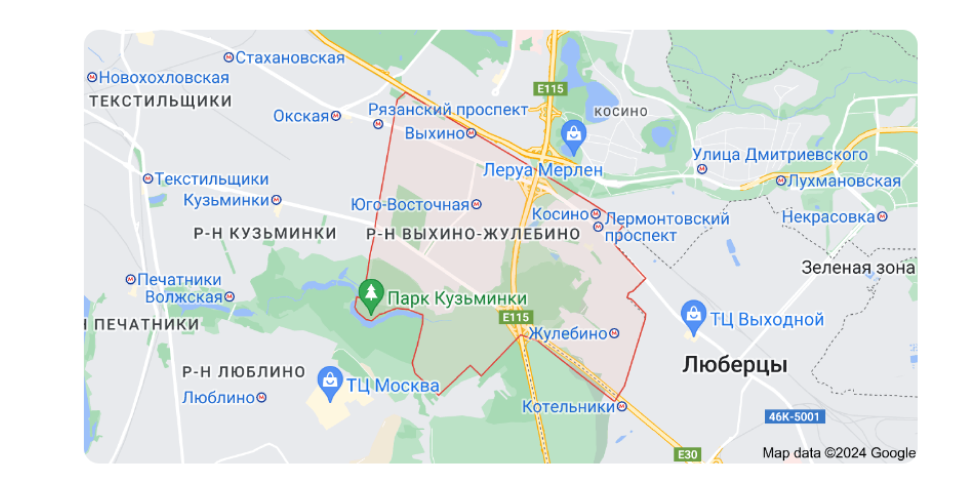 Стахановская
Новохохловская
E115
ТЕКСТИЛЬЩИКИ
Рязанский проспект
Окская
КОСИНО
Выхино
Улица Дмитриевского
Леруа Мерлен
Текстильщики
Лухмановская
Кузьминки
Юго-Восточная
Косино
Лермонтовский
проспект
Некрасовка
Р-Н КУЗЬМИНКИ
Р-Н ВЫХИНО-ЖУЛЕБИНО
Зеленая зона
Печатники
Волжская
Парк Кузьминки
E115
ТЦ Выходной
Н ПЕЧАТНИКИ
Жулебино
Люберцы
Р-Н ЛЮБЛИНО
ТЦ Москва
Люблино
Котельники
46К-5001
E30
Map data ©2024 Google